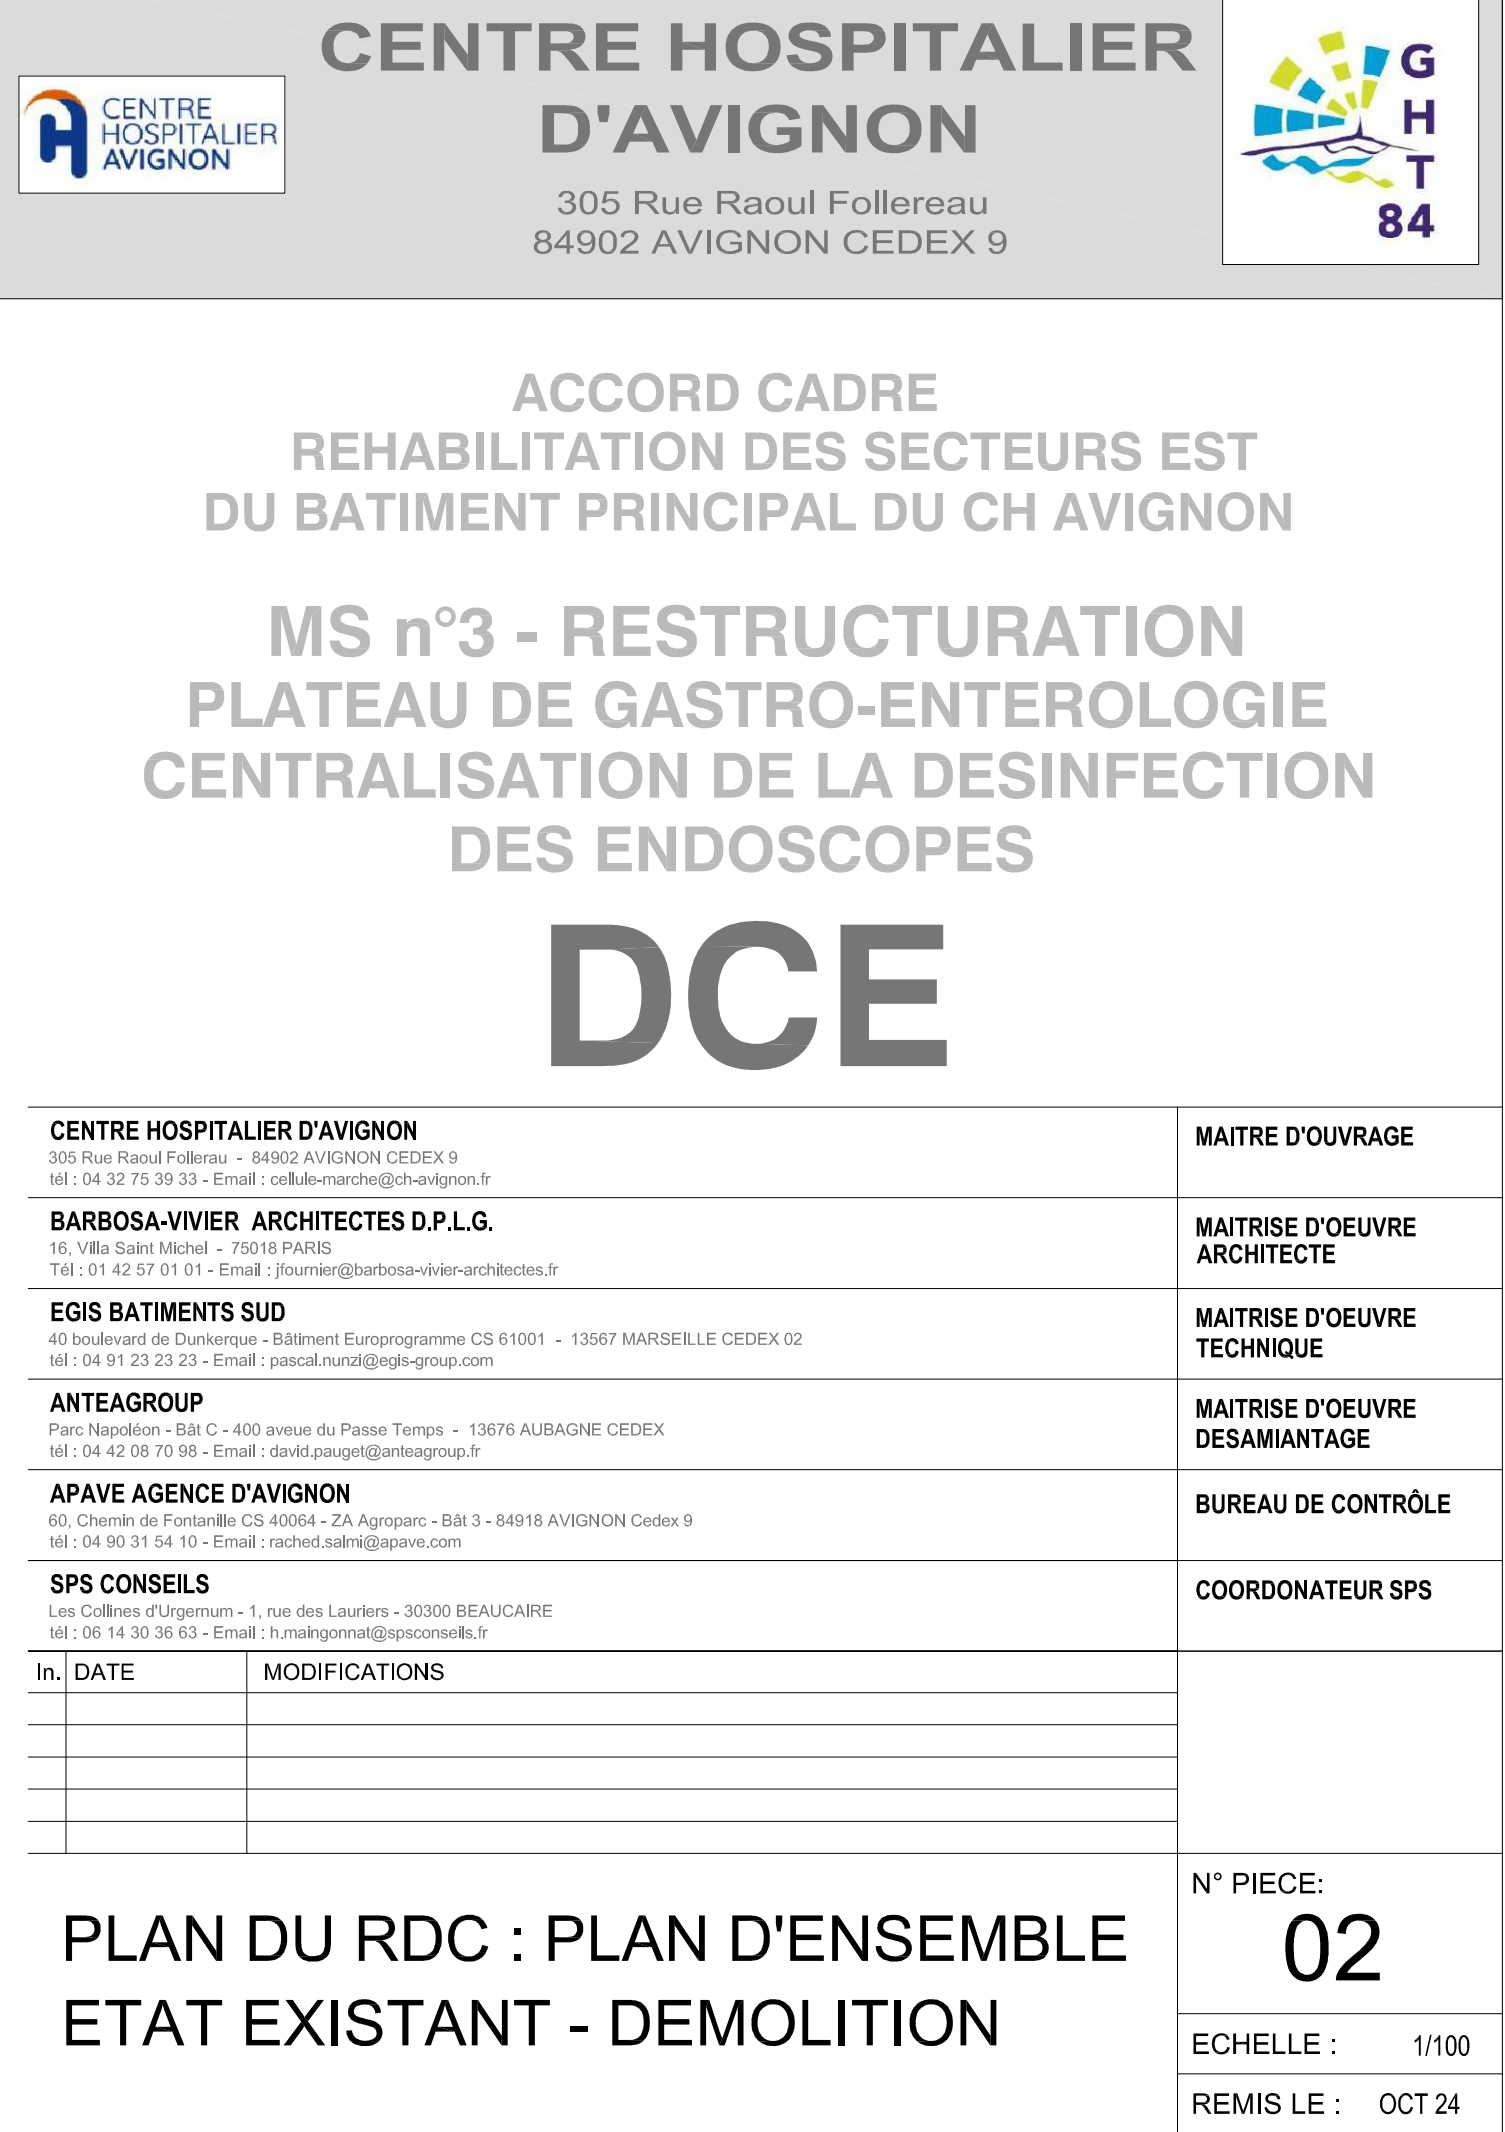 CENTRE HOSPITALIER
D'AVIGNON
305 Rue Raoul Follereau
84902 AVIGNON CEDEX 9
CENTRE
HOSPITALIER
AVIGNON
G
H
T
84
ACCORD CADRE
REHABILITATION DES SECTEURS EST
DU BATIMENT PRINCIPAL DU CH AVIGNON
MS n°3 - RESTRUCTURATION
PLATEAU DE GASTRO-ENTEROLOGIE
CENTRALISATION DE LA DESINFECTION
DES ENDOSCOPES
DCE
CENTRE HOSPITALIER D'AVIGNON
305 Rue Raoul Follerau - 84902 AVIGNON CEDEX 9
tél : 04 32 75 39 33 - Email : cellule-marche@ch-avignon.fr
MAITRE D'OUVRAGE
BARBOSA-VIVIER ARCHITECTES D.P.L.G.
16, Villa Saint Michel - 75018 PARIS
Tél : 01 42 57 01 01 - Email : jfournier@barbosa-vivier-architectes.fr
MAITRISE D'OEUVRE
ARCHITECTE
EGIS BATIMENTS SUD
40 boulevard de Dunkerque - Bâtiment Europrogramme CS 61001 - 13567 MARSEILLE CEDEX 02
tél : 04 91 23 23 23 - Email : pascal.nunzi@egis-group.com
MAITRISE D'OEUVRE
TECHNIQUE
ANTEAGROUP
Parc Napoléon - Bât C - 400 aveue du Passe Temps - 13676 AUBAGNE CEDEX
tél : 04 42 08 70 98 - Email : david.pauget@anteagroup.fr
MAITRISE D'OEUVRE
DESAMIANTAGE
APAVE AGENCE D'AVIGNON
60, Chemin de Fontanille CS 40064 - ZA Agroparc - Bât 3 - 84918 AVIGNON Cedex 9
tél : 04 90 31 54 10 - Email : rached.salmi@apave.com
BUREAU DE CONTRÔLE
SPS CONSEILS
Les Collines d'Urgernum - 1, rue des Lauriers - 30300 BEAUCAIRE
tél : 06 14 30 36 63 - Email : h.maingonnat@spsconseils.fr
COORDONATEUR SPS
In. DATE MODIFICATIONS
PLAN DU RDC : PLAN D'ENSEMBLE
ETAT EXISTANT - DEMOLITION
N° PIECE:
02
ECHELLE : 1/100
REMIS LE : OCT 24